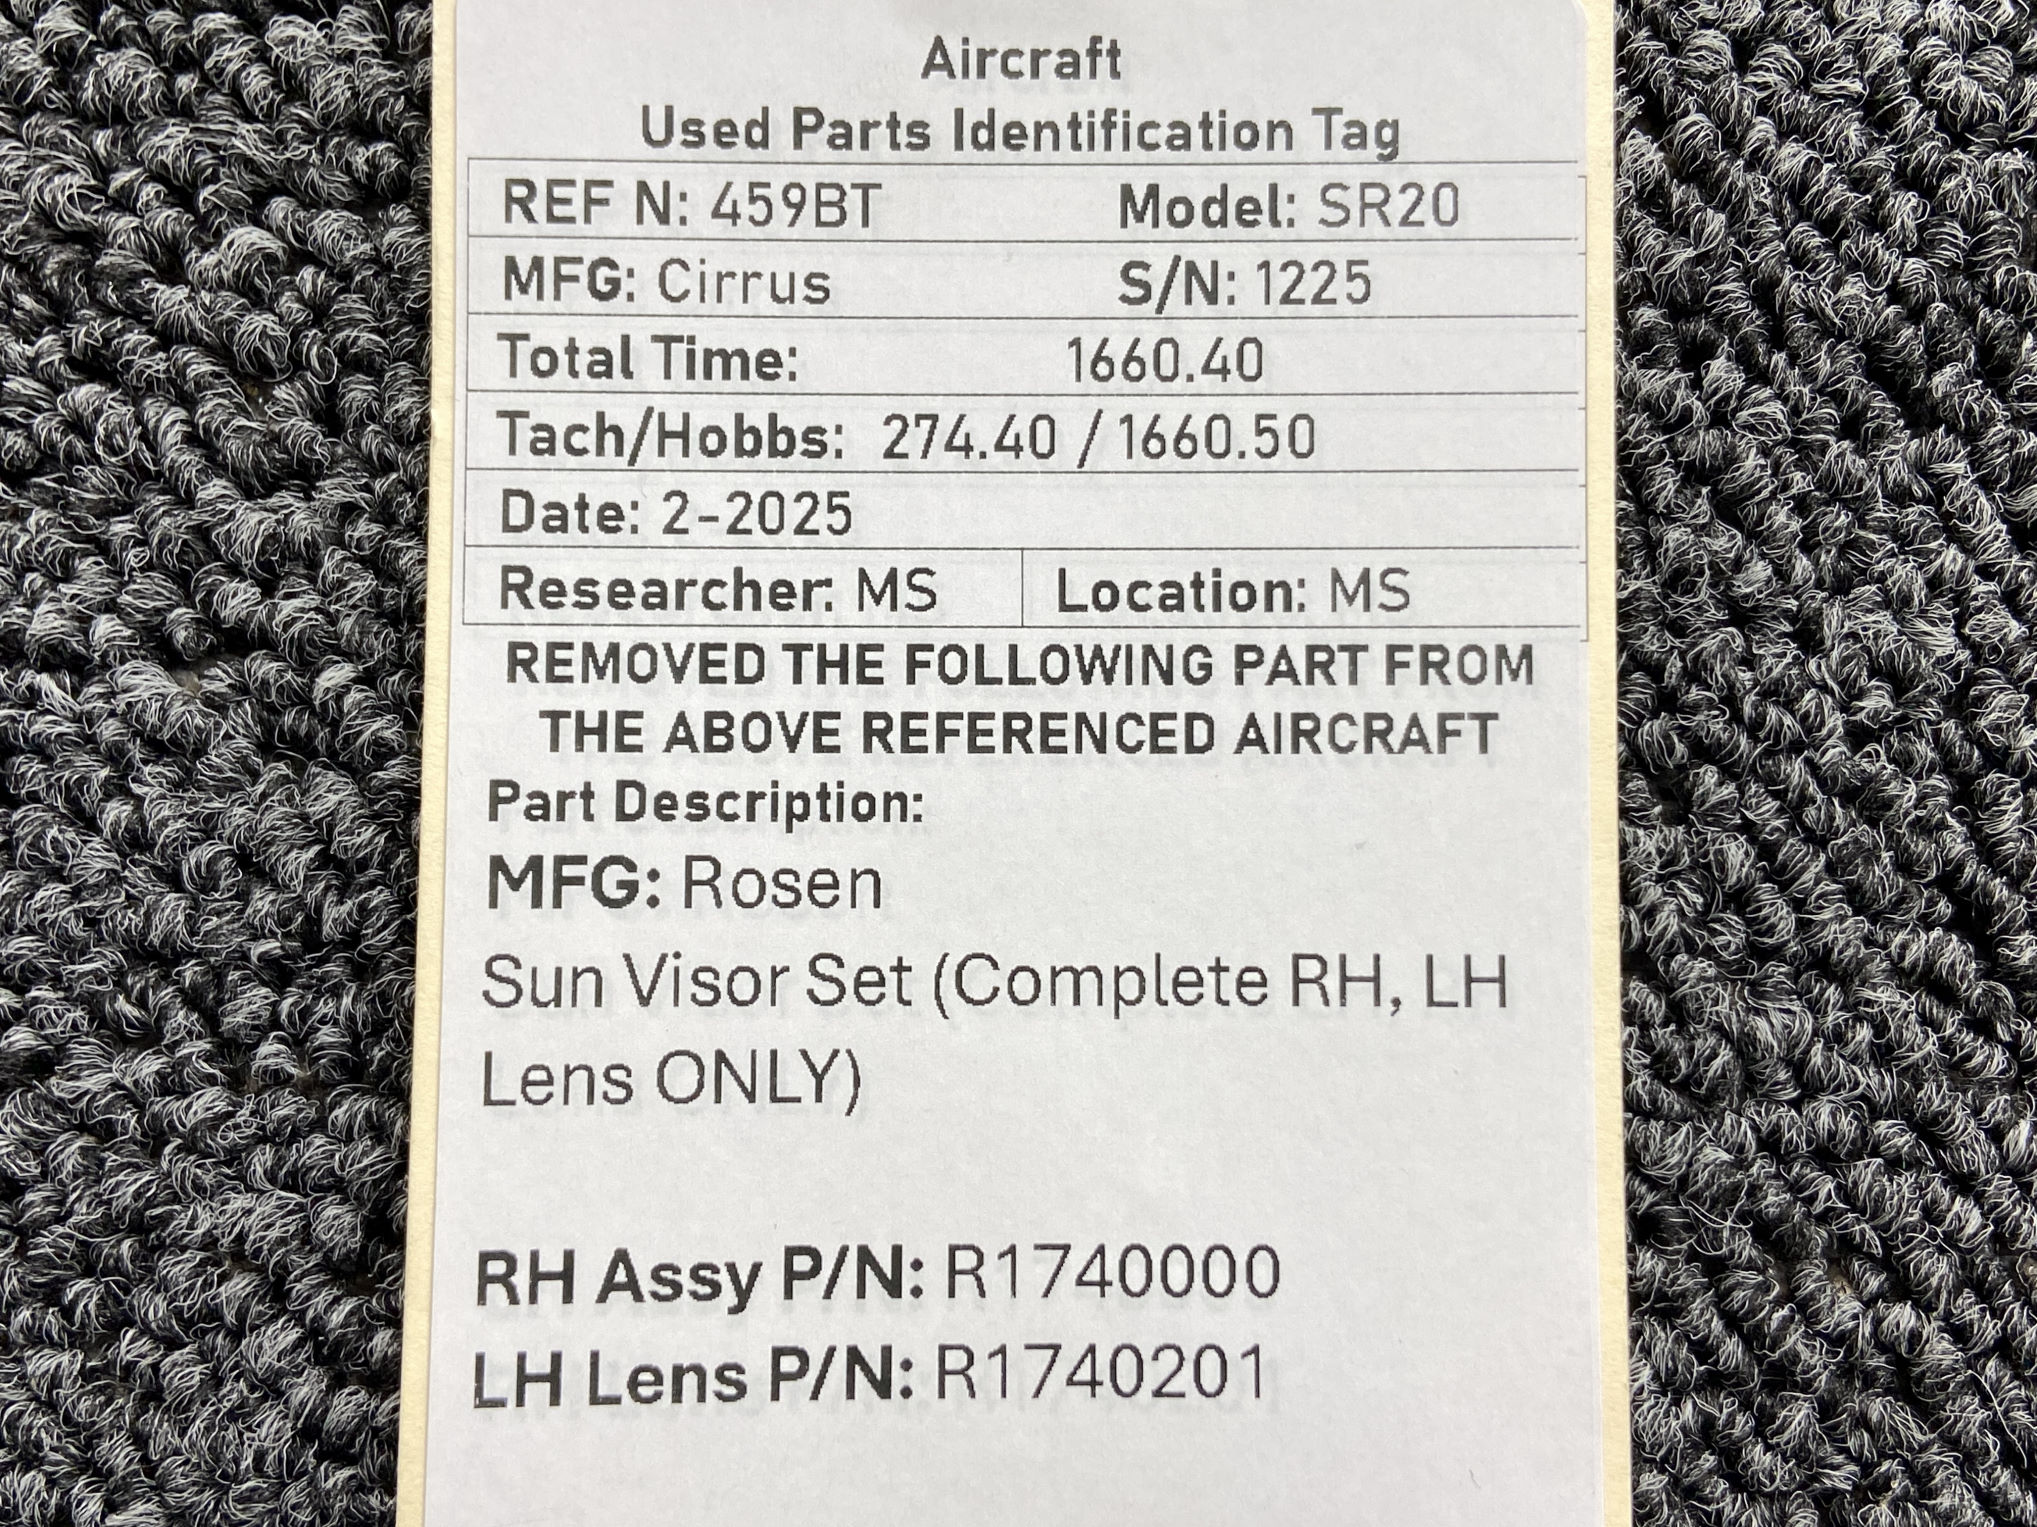 Aircraft
Used Parts Identification Tag
REF N: 459BT Model: SR20
MFG: Cirrus S/N: 1225
Total Time: 1660.40
Tach/Hobbs: 274.40 / 1660.50
Date: 2-2025
Researcher: MS Location: MS
REMOVED THE FOLLOWING PART FROM
THE ABOVE REFERENCED AIRCRAFT
Part Description:
MFG: Rosen
Sun Visor Set (Complete RH, LH
Lens ONLY)
RH Assy P/N: R1740000
LH Lens P/N: R1740201